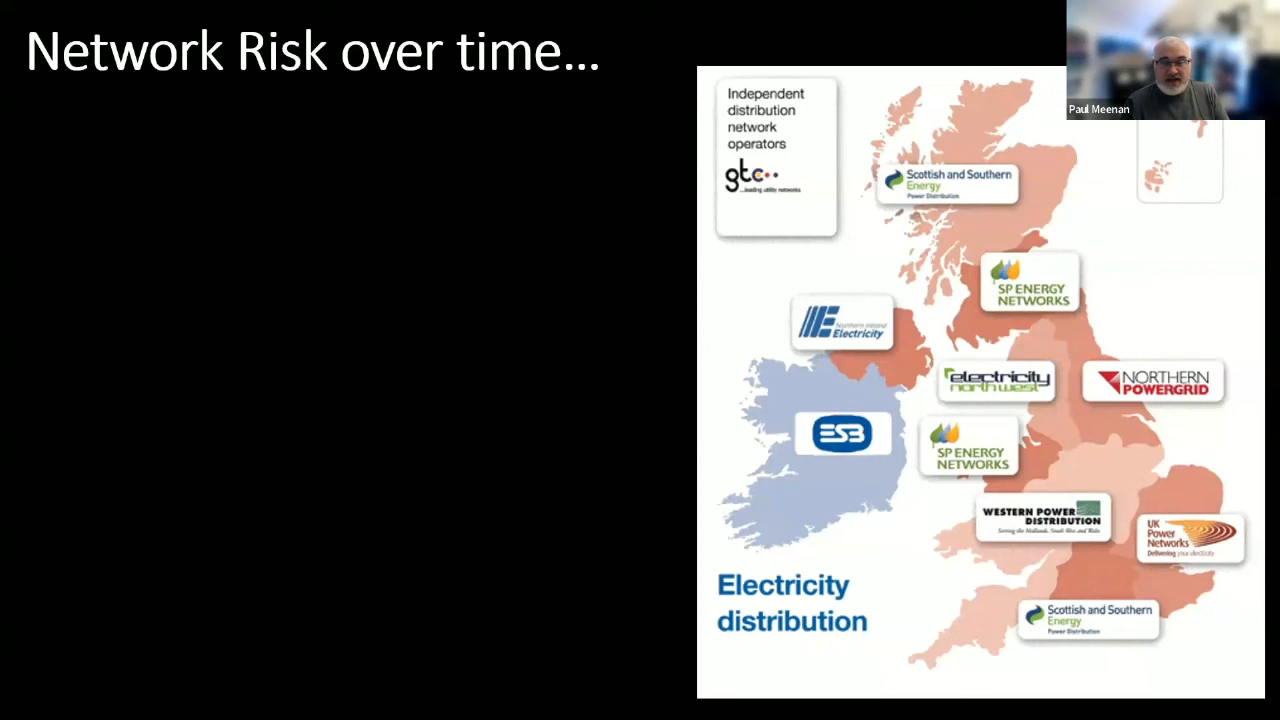 Network Risk over time...
Paul Meenan
Independent
distribution
network
operators
gtc
...leading utility networks
Scottish and Southern
Energy
Power Distribution
SP ENERGY
NETWORKS
Northern Ireland
Electricity
electricity
north west
NORTHERN
POWERGRID
ESB
SP ENERGY
NETWORKS
WESTERN POWER
DISTRIBUTION
Serving the Midlands, South West and Wales
UK
Power
Networks
Delivering your electricity
Electricity
distribution
Scottish and Southern
Energy
Power Distribution